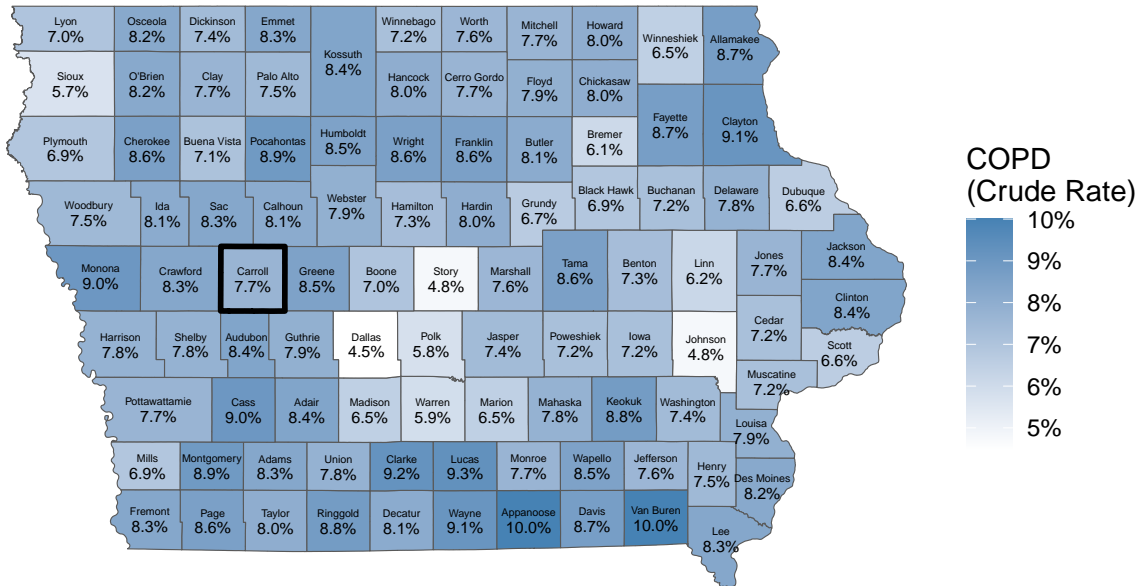 Lyon
7.0%
Osceola
8.2%
Dickinson
7.4%
Emmet
8.3%
Kossuth
8.4%
Winnebago
7.2%
Worth
7.6%
Mitchell
7.7%
Howard
8.0%
Winneshiek
6.5%
Allamakee
8.7%
Sioux
5.7%
O'Brien
8.2%
Clay
7.7%
Palo Alto
7.5%
Hancock
8.0%
Cerro Gordo
7.7%
Floyd
7.9%
Chickasaw
8.0%
Fayette
8.7%
Clayton
9.1%
Plymouth
6.9%
Cherokee
8.6%
Buena Vista
7.1%
Pocahontas
8.9%
Humboldt
8.5%
Wright
8.6%
Franklin
8.6%
Butler
8.1%
Bremer
6.1%
Woodbury
7.5%
Ida
8.1%
Sac
8.3%
Calhoun
8.1%
Webster
7.9%
Hamilton
7.3%
Hardin
8.0%
Grundy
6.7%
Black Hawk
6.9%
Buchanan
7.2%
Delaware
7.8%
Dubuque
6.6%
Monona
9.0%
Crawford
8.3%
Carroll
7.7%
Greene
8.5%
Boone
7.0%
Story
4.8%
Marshall
7.6%
Tama
8.6%
Benton
7.3%
Linn
6.2%
Jones
7.7%
Jackson
8.4%
Clinton
8.4%
Harrison
7.8%
Shelby
7.8%
Audubon
8.4%
Guthrie
7.9%
Dallas
4.5%
Polk
5.8%
Jasper
7.4%
Poweshiek
7.2%
Iowa
7.2%
Johnson
4.8%
Cedar
7.2%
Scott
6.6%
Muscatine
7.2%
Pottawattamie
7.7%
Cass
9.0%
Adair
8.4%
Madison
6.5%
Warren
5.9%
Marion
6.5%
Mahaska
7.8%
Keokuk
8.8%
Washington
7.4%
Louisa
7.9%
Mills
6.9%
Montgomery
8.9%
Adams
8.3%
Union
7.8%
Clarke
9.2%
Lucas
9.3%
Monroe
7.7%
Wapello
8.5%
Jefferson
7.6%
Henry
7.5%
Des Moines
8.2%
Fremont
8.3%
Page
8.6%
Taylor
8.0%
Ringgold
8.8%
Decatur
8.1%
Wayne
9.1%
Appanoose
10.0%
Davis
8.7%
Van Buren
10.0%
Lee
8.3%
COPD
(Crude Rate)
10%
9%
8%
7%
6%
5%